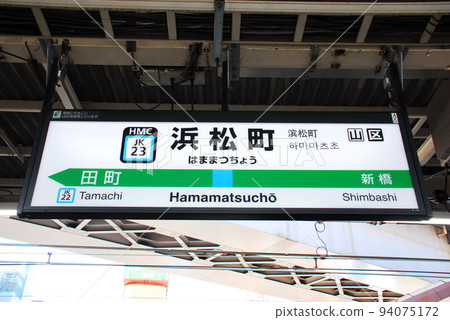 HMC
JK
23
浜松町
はままつちょう
浜松町
하마마츠초
山区
田町
新橋
JK
22
Tamachi
Hamamatsuchō
Shimbashi
94075172